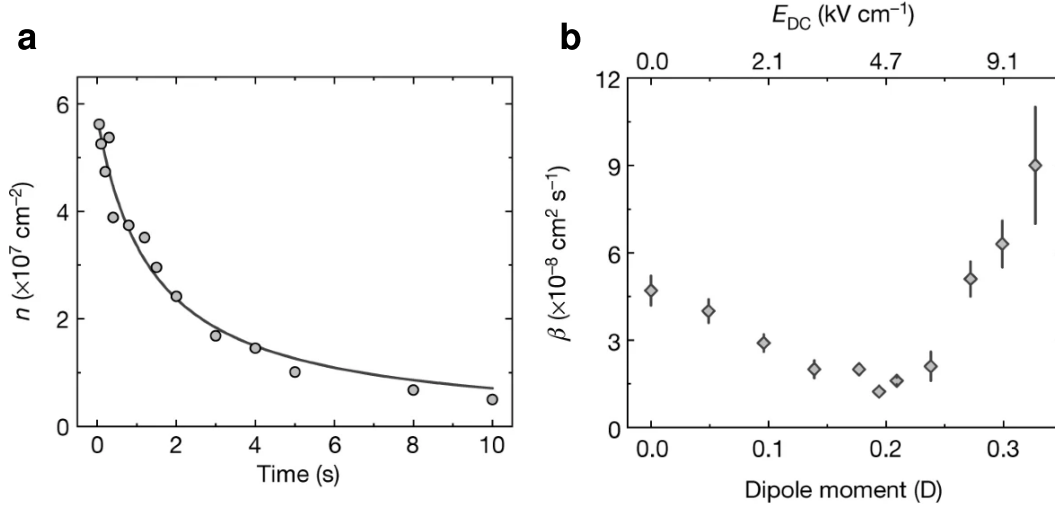 a
6
4
2
0
n (×10⁷ cm⁻²)
0 2 4 6 8 10
Time (s)
b
E_DC (kV cm⁻¹)
0.0 2.1 4.7 9.1
12
9
6
3
0
β (×10⁻⁸ cm² s⁻¹)
0.0 0.1 0.2 0.3
Dipole moment (D)